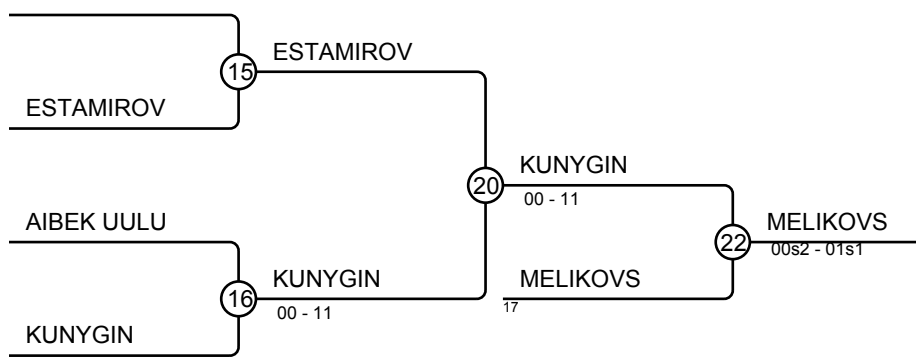 15
ESTAMIROV
ESTAMIROV
20
KUNYGIN
00 - 11
AIBEK UULU
22
MELIKOVS
00s2 - 01s1
16
KUNYGIN
00 - 11
MELIKOVS
17
KUNYGIN